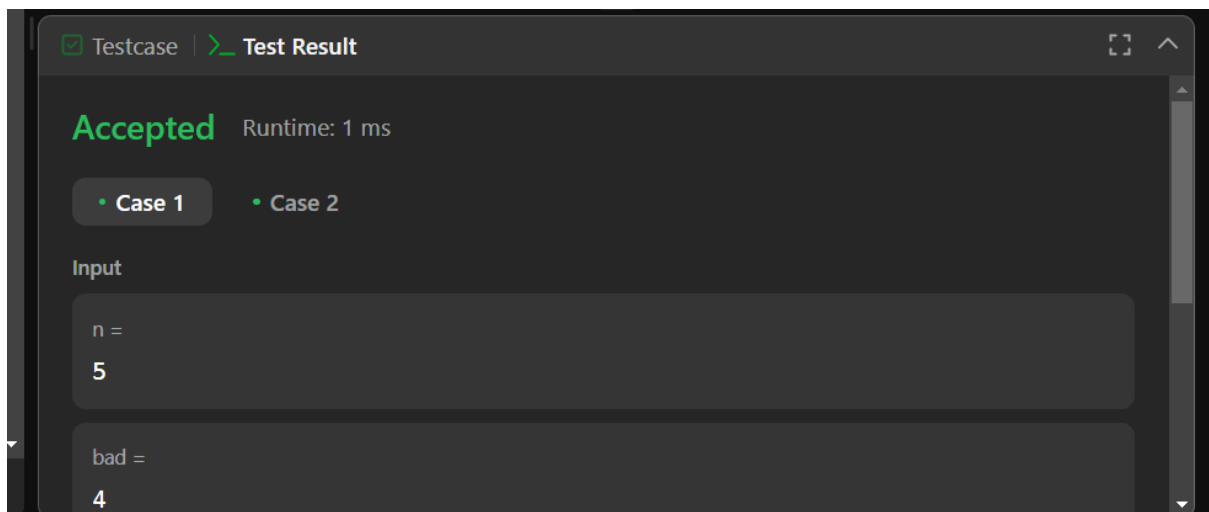 Testcase | >_ Test Result
Accepted Runtime: 1 ms
• Case 1 • Case 2
Input
n =
5
bad =
4